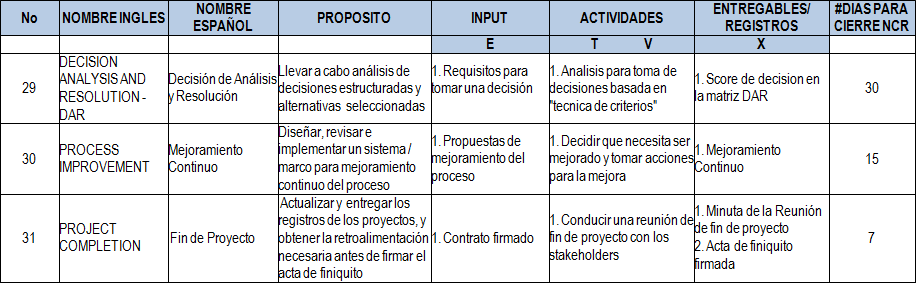 No
NOMBRE INGLES
NOMBRE
ESPAÑOL
PROPOSITO
INPUT
ACTIVIDADES
ENTREGABLES/
REGISTROS
#DIAS PARA
CIERRE NCR
E
T V
X
29
DECISION
ANALYSIS AND
RESOLUTION -
DAR
Decisión de Análisis
y Resolución
Llevar a cabo análisis de
decisiones estructuradas y
alternativas seleccionadas
1. Requisitos para
tomar una decisión
1. Analisis para toma de
decisiones basada en
"tecnica de criterios"
1. Score de decision en
la matriz DAR
30
30
PROCESS
IMPROVEMENT
Mejoramiento
Continuo
Diseñar, revisar e
implementar un sistema /
marco para mejoramiento
continuo del proceso
1. Propuestas de
mejoramiento del
proceso
1. Decidir que necesita ser
mejorado y tomar acciones
para la mejora
1. Mejoramiento
Continuo
15
31
PROJECT
COMPLETION
Fin de Proyecto
Actualizar y entregar los
registros de los proyectos, y
obtener la retroalimentación
necesaria antes de firmar el
acta de finiquito
1. Contrato firmado
1. Conducir una reunión de
fin de proyecto con los
stakeholders
1. Minuta de la Reunión
de fin de proyecto
2. Acta de finiquito
firmada
7